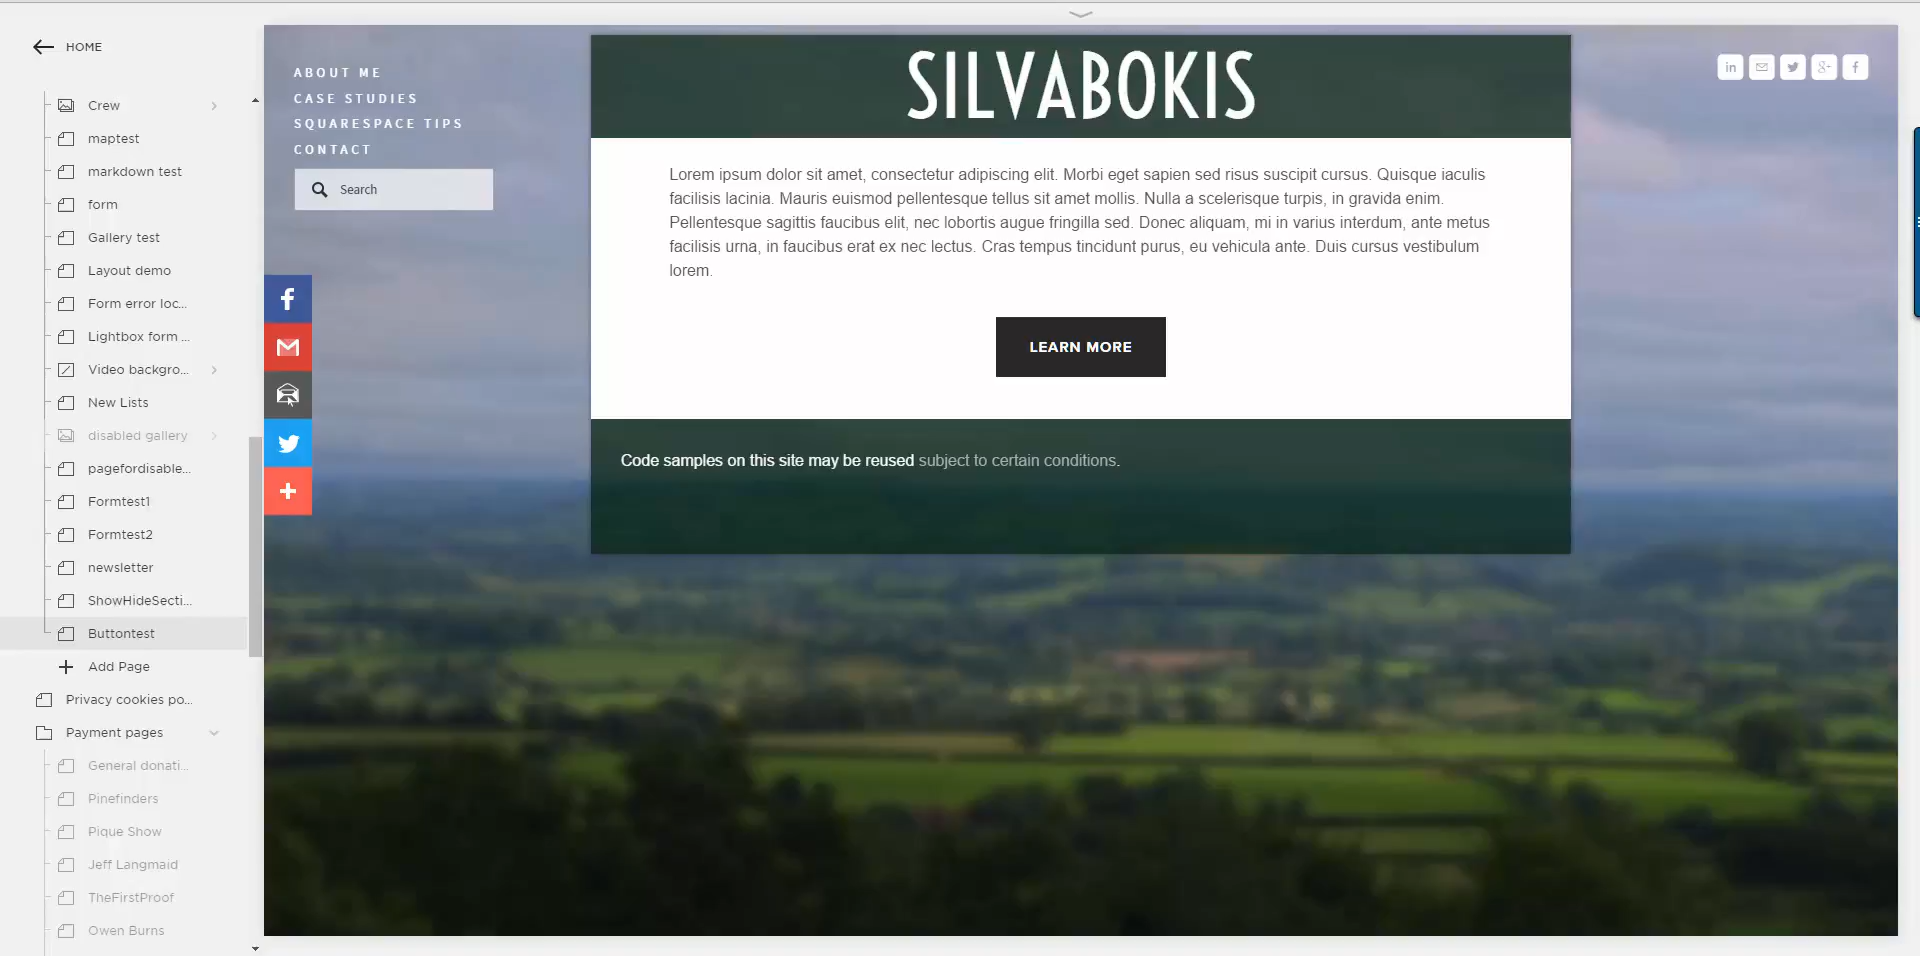 HOME
Crew
maptest
markdown test
form
Gallery test
Layout demo
Form error loc...
Lightbox form ...
Video backgro...
New Lists
disabled gallery
pagefordisable...
Formtest1
Formtest2
newsletter
ShowHideSecti...
Buttontest
Add Page
Privacy cookies po...
Payment pages
General donati...
Pinefinders
Pique Show
Jeff Langmaid
TheFirstProof
Owen Burns
ABOUT ME
CASE STUDIES
SQUARESPACE TIPS
CONTACT
Search
SILVABOKIS
Lorem ipsum dolor sit amet, consectetur adipiscing elit. Morbi eget sapien sed risus suscipit cursus. Quisque iaculis
facilisis lacinia. Mauris euismod pellentesque tellus sit amet mollis. Nulla a scelerisque turpis, in gravida enim.
Pellentesque sagittis faucibus elit, nec lobortis augue fringilla sed. Donec aliquam, mi in varius interdum, ante metus
facilisis urna, in faucibus erat ex nec lectus. Cras tempus tincidunt purus, eu vehicula ante. Duis cursus vestibulum
lorem.
LEARN MORE
Code samples on this site may be reused subject to certain conditions.